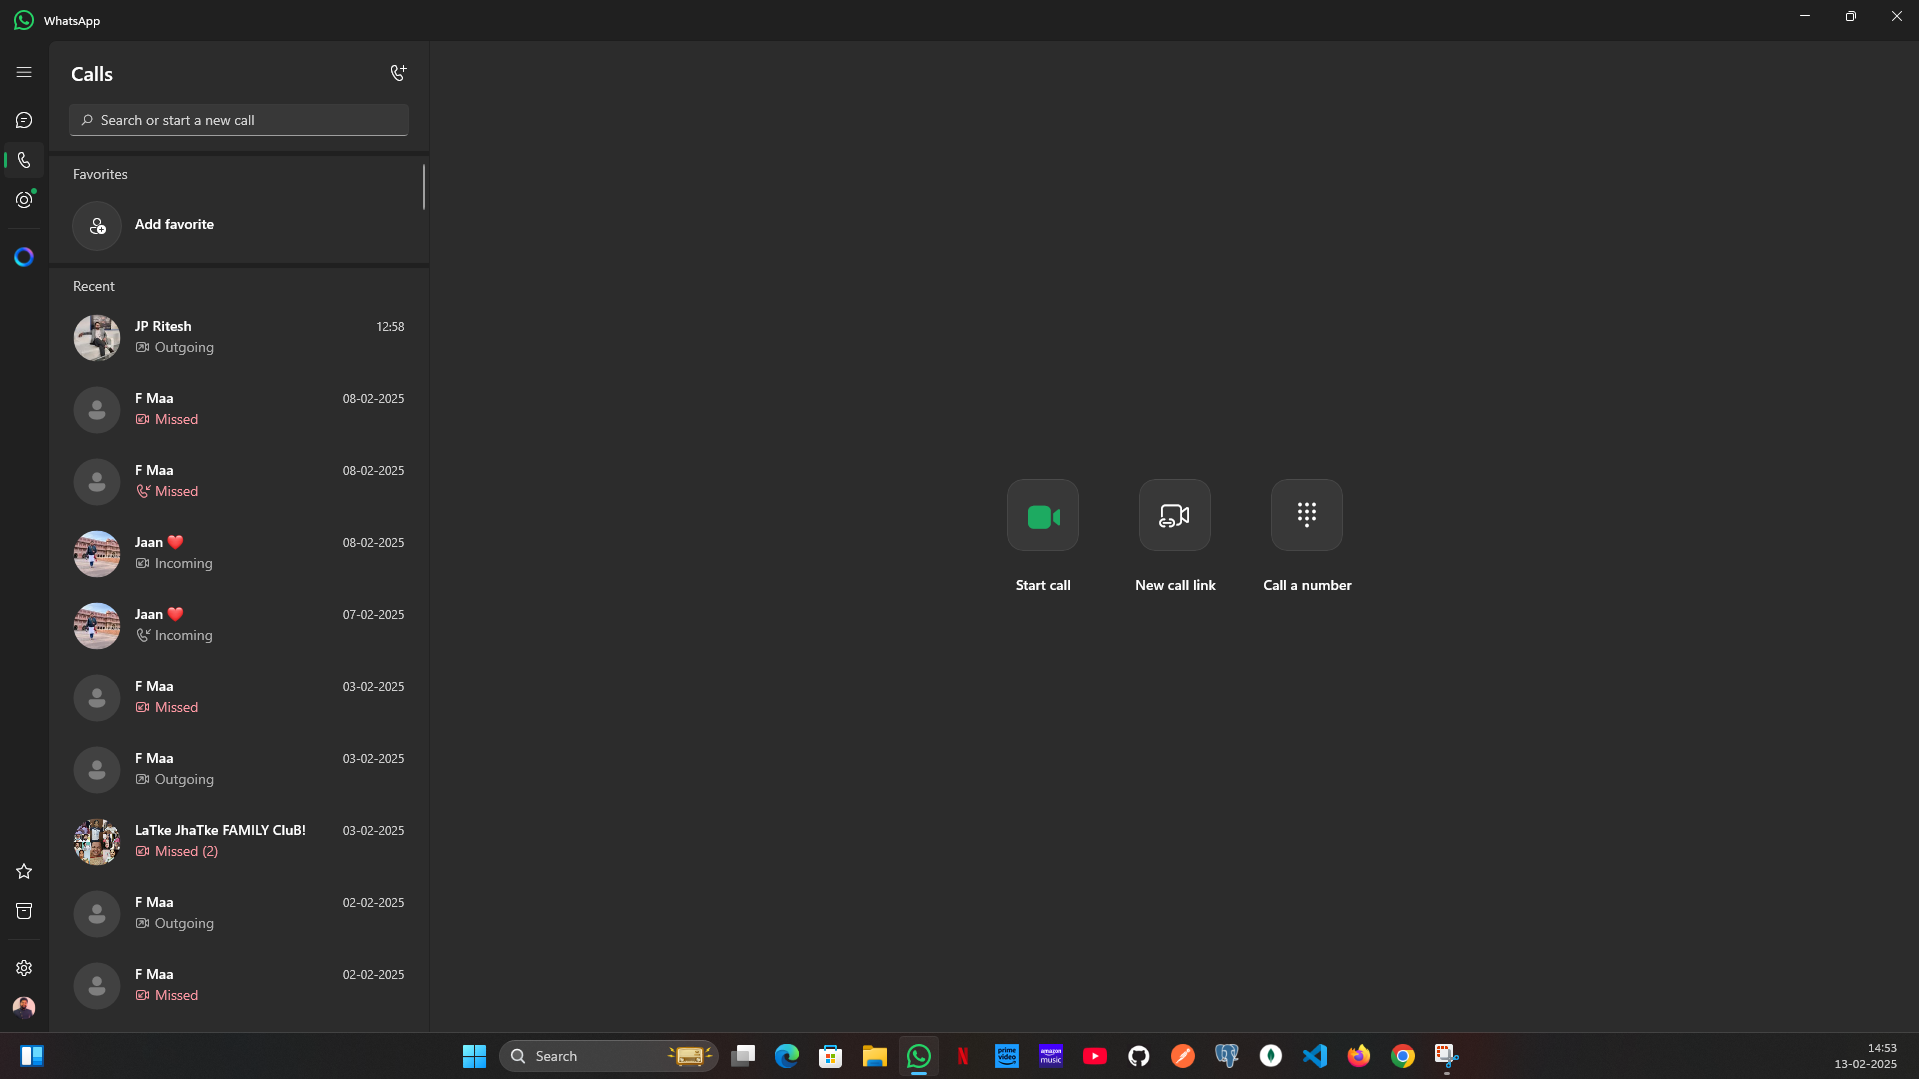 WhatsApp
Calls
Search or start a new call
Favorites
Add favorite
Recent
JP Ritesh 12:58
Outgoing
F Maa 08-02-2025
Missed
F Maa 08-02-2025
Missed
Jaan ❤️ 08-02-2025
Incoming
Jaan ❤️ 07-02-2025
Incoming
F Maa 03-02-2025
Missed
F Maa 03-02-2025
Outgoing
LaTke JhaTke FAMILY CluB! 03-02-2025
Missed (2)
F Maa 02-02-2025
Outgoing
F Maa 02-02-2025
Missed
Start call New call link Call a number
Search
prime video
amazon music
14:53
13-02-2025